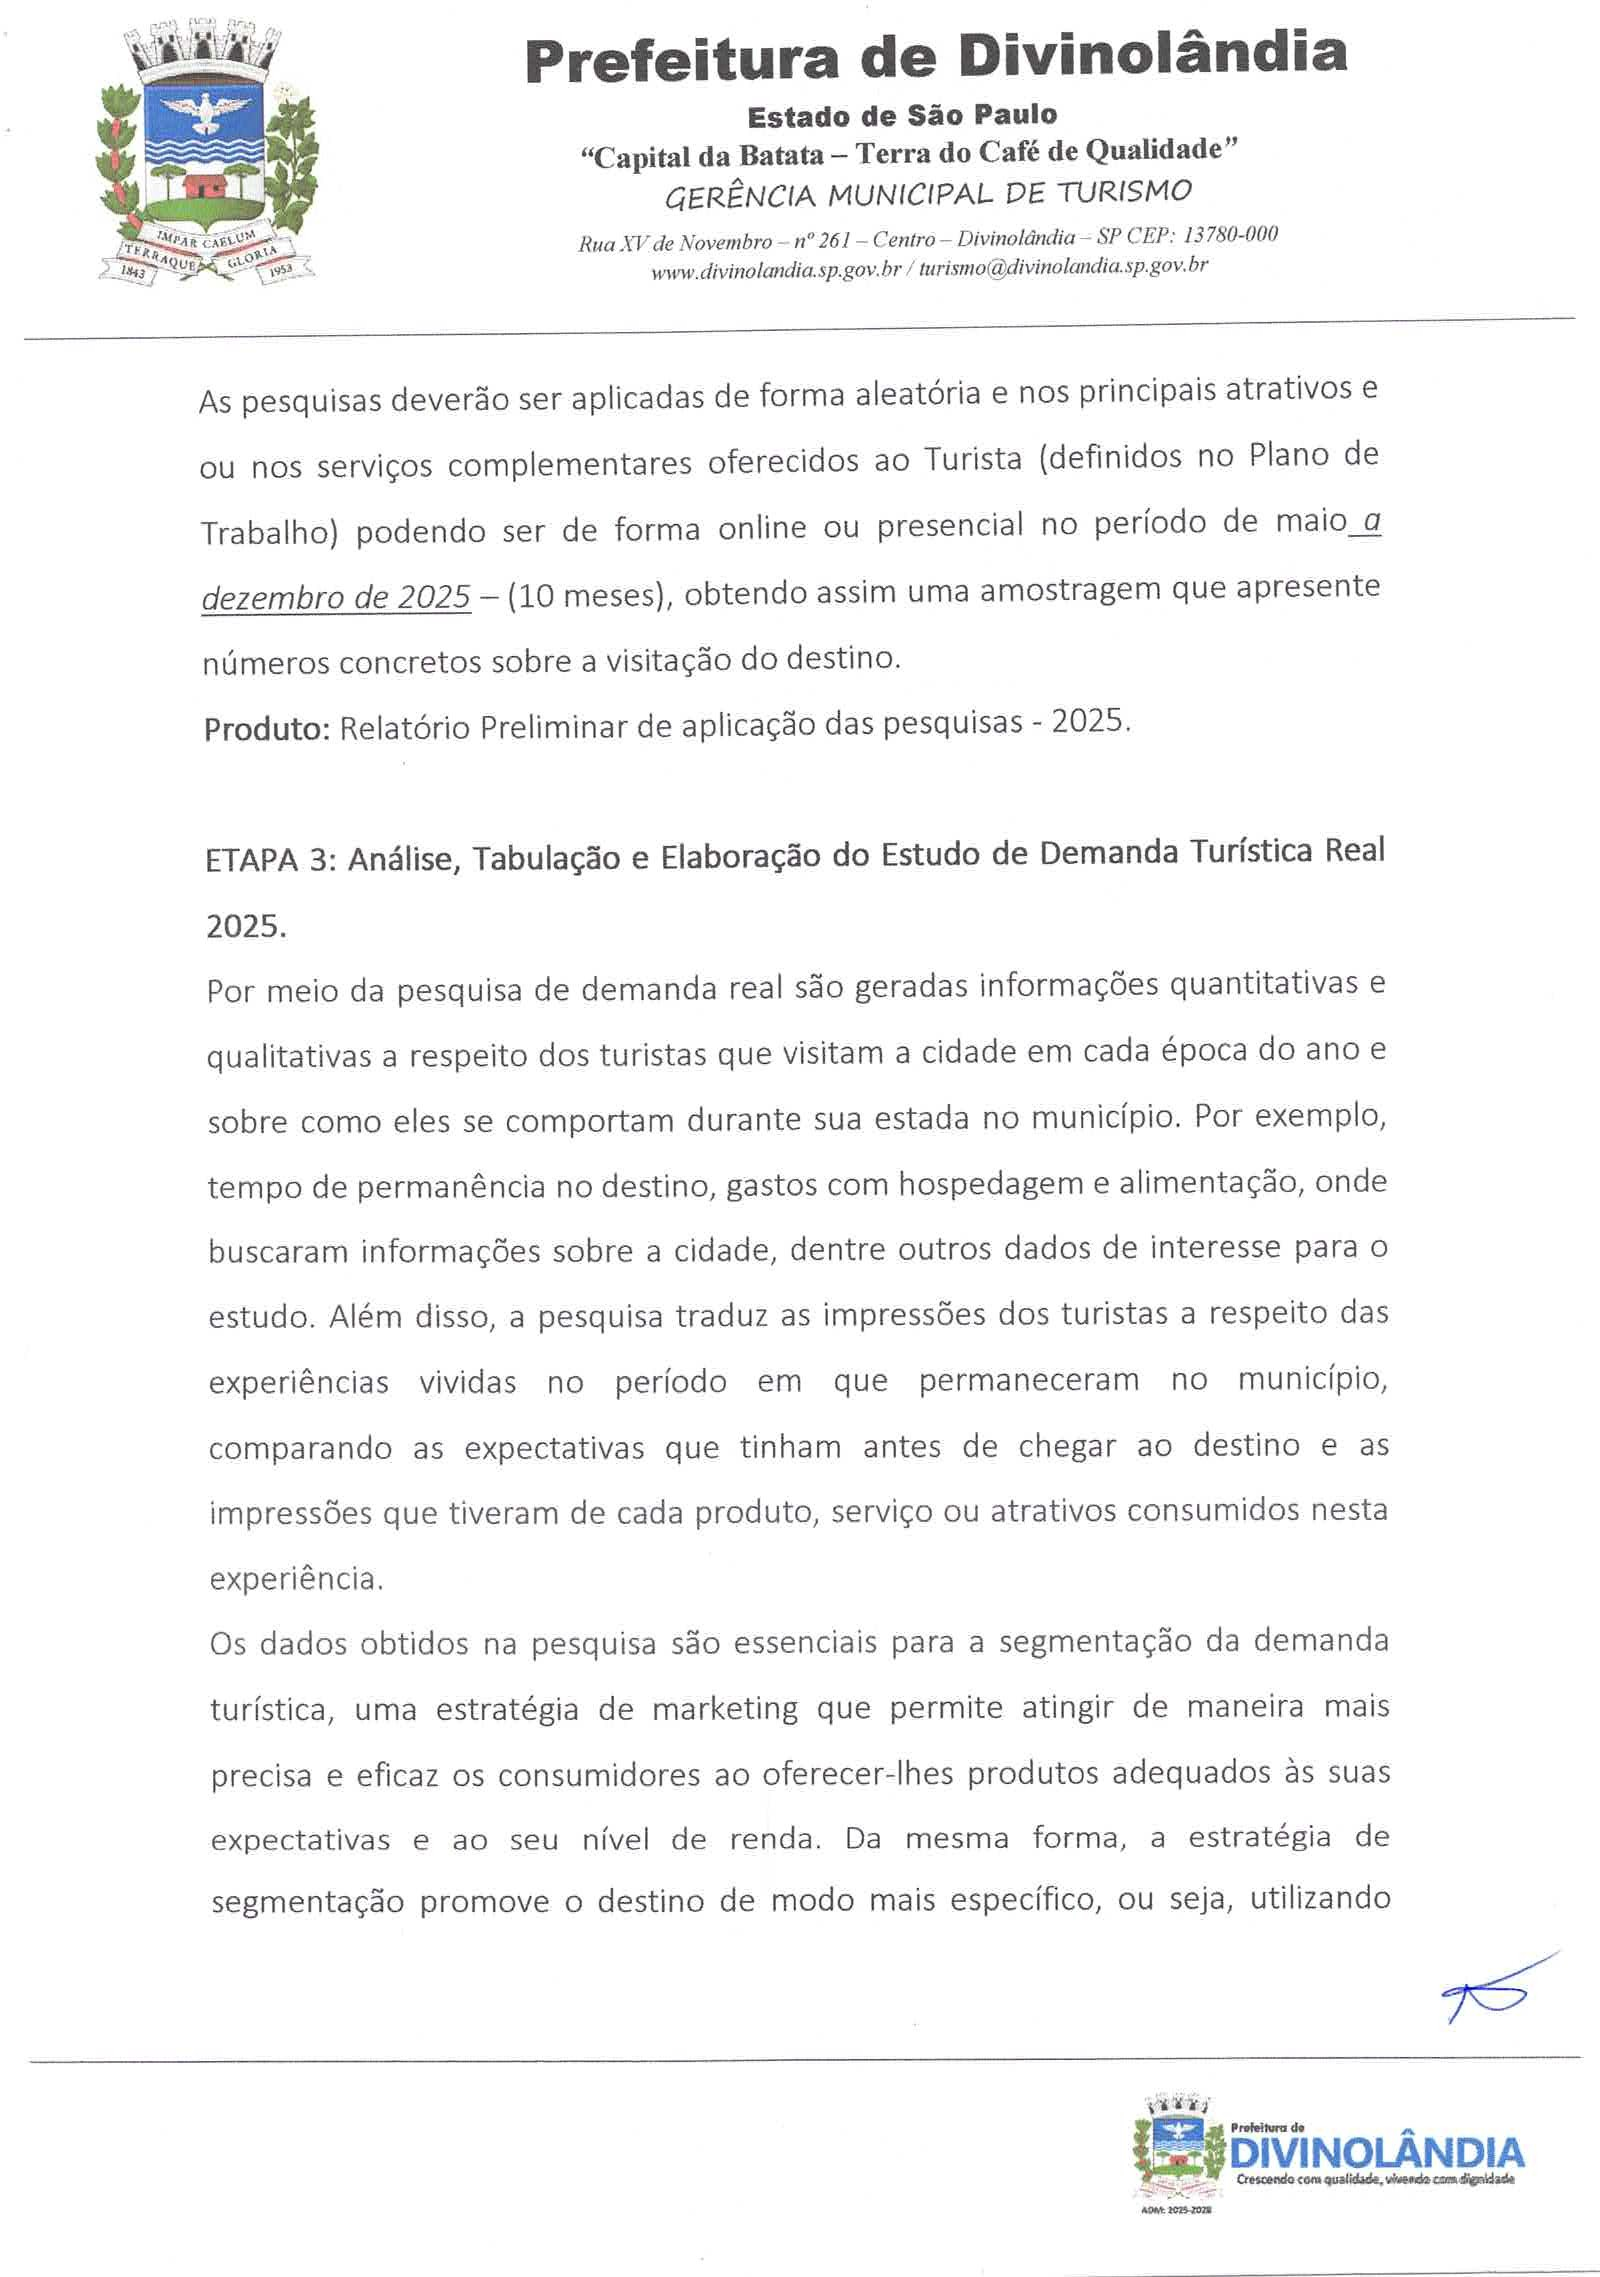 Prefeitura de Divinolândia
Estado de São Paulo
“Capital da Batata – Terra do Café de Qualidade”
GERÊNCIA MUNICIPAL DE TURISMO
Rua XV de Novembro – nº 261 – Centro – Divinolândia – SP CEP: 13780-000
www.divinolandia.sp.gov.br / turismo@divinolandia.sp.gov.br
IMPAR CAELUM
TERRAQUE GLORIA
1843 1953
As pesquisas deverão ser aplicadas de forma aleatória e nos principais atrativos e
ou nos serviços complementares oferecidos ao Turista (definidos no Plano de
Trabalho) podendo ser de forma online ou presencial no período de maio a
dezembro de 2025 – (10 meses), obtendo assim uma amostragem que apresente
números concretos sobre a visitação do destino.
Produto: Relatório Preliminar de aplicação das pesquisas - 2025.
ETAPA 3: Análise, Tabulação e Elaboração do Estudo de Demanda Turística Real
2025.
Por meio da pesquisa de demanda real são geradas informações quantitativas e
qualitativas a respeito dos turistas que visitam a cidade em cada época do ano e
sobre como eles se comportam durante sua estada no município. Por exemplo,
tempo de permanência no destino, gastos com hospedagem e alimentação, onde
buscaram informações sobre a cidade, dentre outros dados de interesse para o
estudo. Além disso, a pesquisa traduz as impressões dos turistas a respeito das
experiências vividas no período em que permaneceram no município,
comparando as expectativas que tinham antes de chegar ao destino e as
impressões que tiveram de cada produto, serviço ou atrativos consumidos nesta
experiência.
Os dados obtidos na pesquisa são essenciais para a segmentação da demanda
turística, uma estratégia de marketing que permite atingir de maneira mais
precisa e eficaz os consumidores ao oferecer-lhes produtos adequados às suas
expectativas e ao seu nível de renda. Da mesma forma, a estratégia de
segmentação promove o destino de modo mais específico, ou seja, utilizando
Prefeitura de
DIVINOLÂNDIA
Crescendo com qualidade, vivendo com dignidade
ADM: 2025-2028